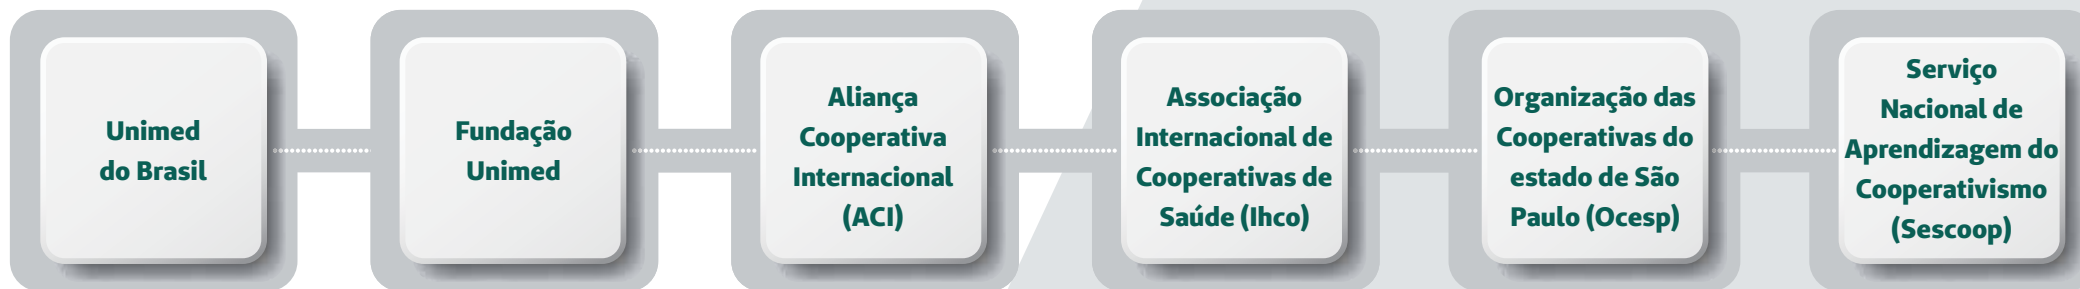 Unimed
do Brasil
Fundação
Unimed
Aliança
Cooperativa
Internacional
(ACI)
Associação
Internacional de
Cooperativas de
Saúde (Ihco)
Organização das
Cooperativas do
estado de São
Paulo (Ocesp)
Serviço
Nacional de
Aprendizagem do
Cooperativismo
(Sescoop)